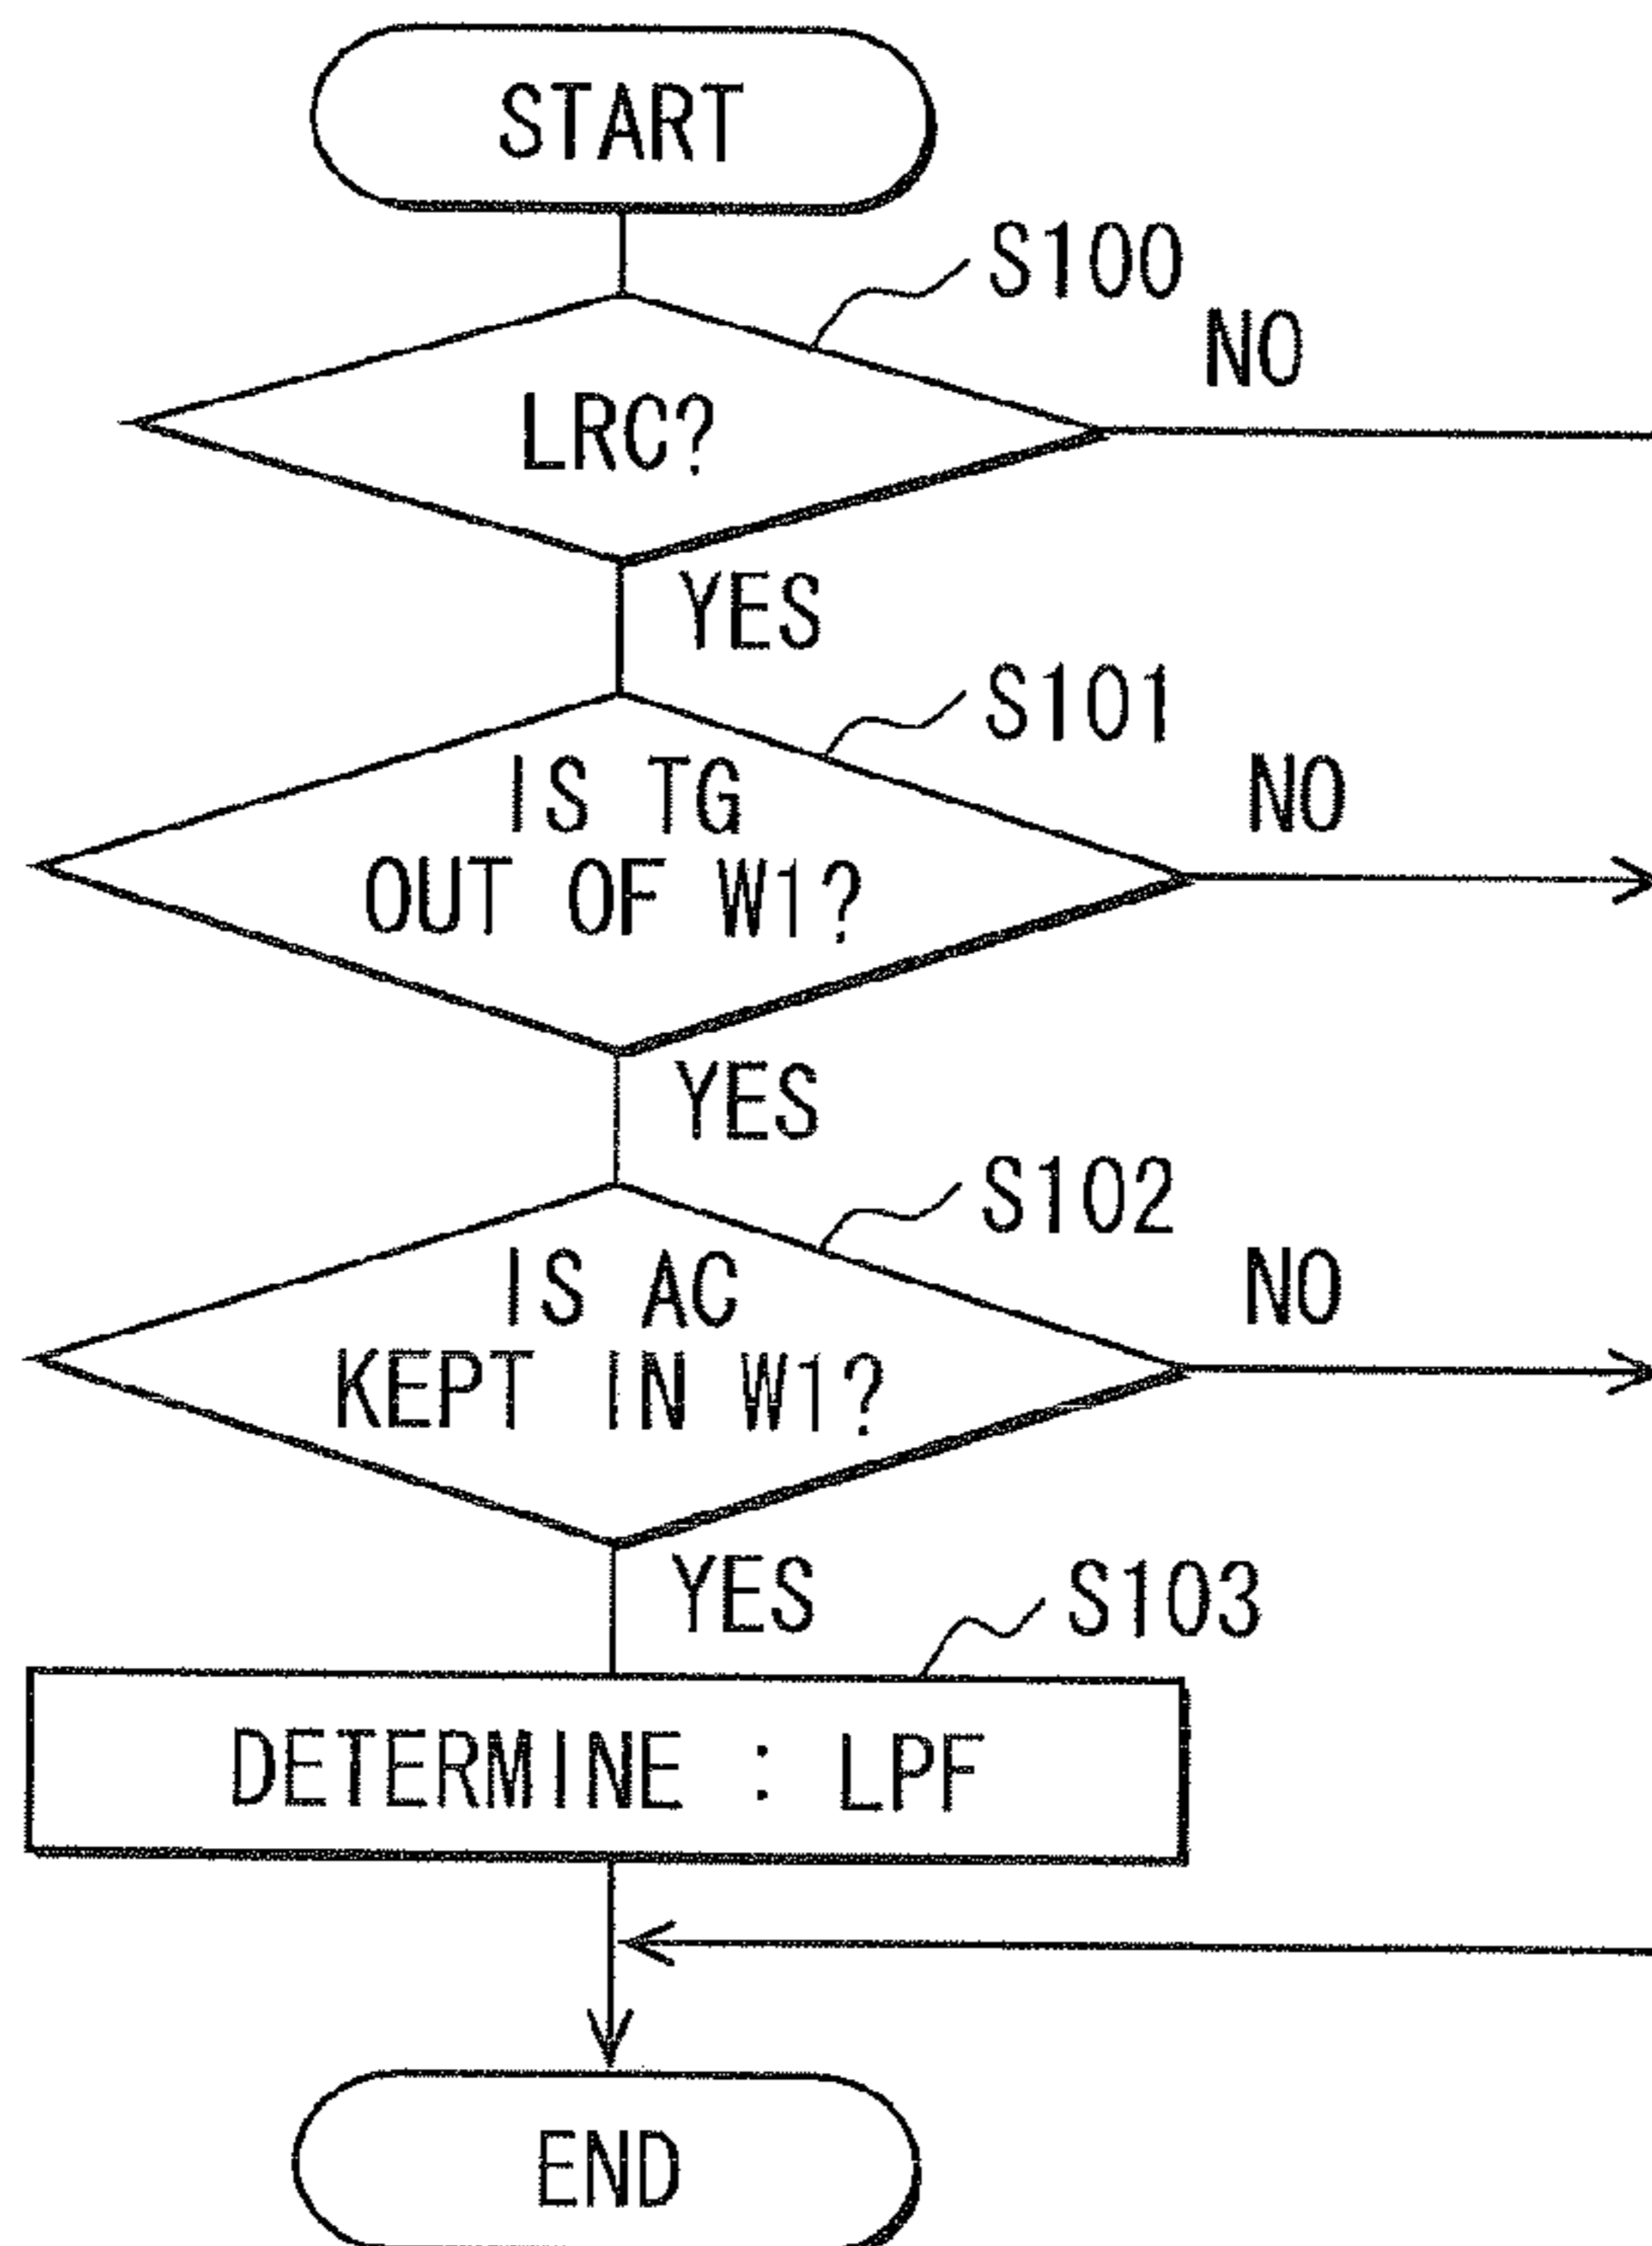 START
S100
NO
LRC?
YES
S101
IS TG
NO
OUT OF W1?
YES
S102
IS AC
NO
KEPT IN W1?
YES
S103
DETERMINE : LPF
END